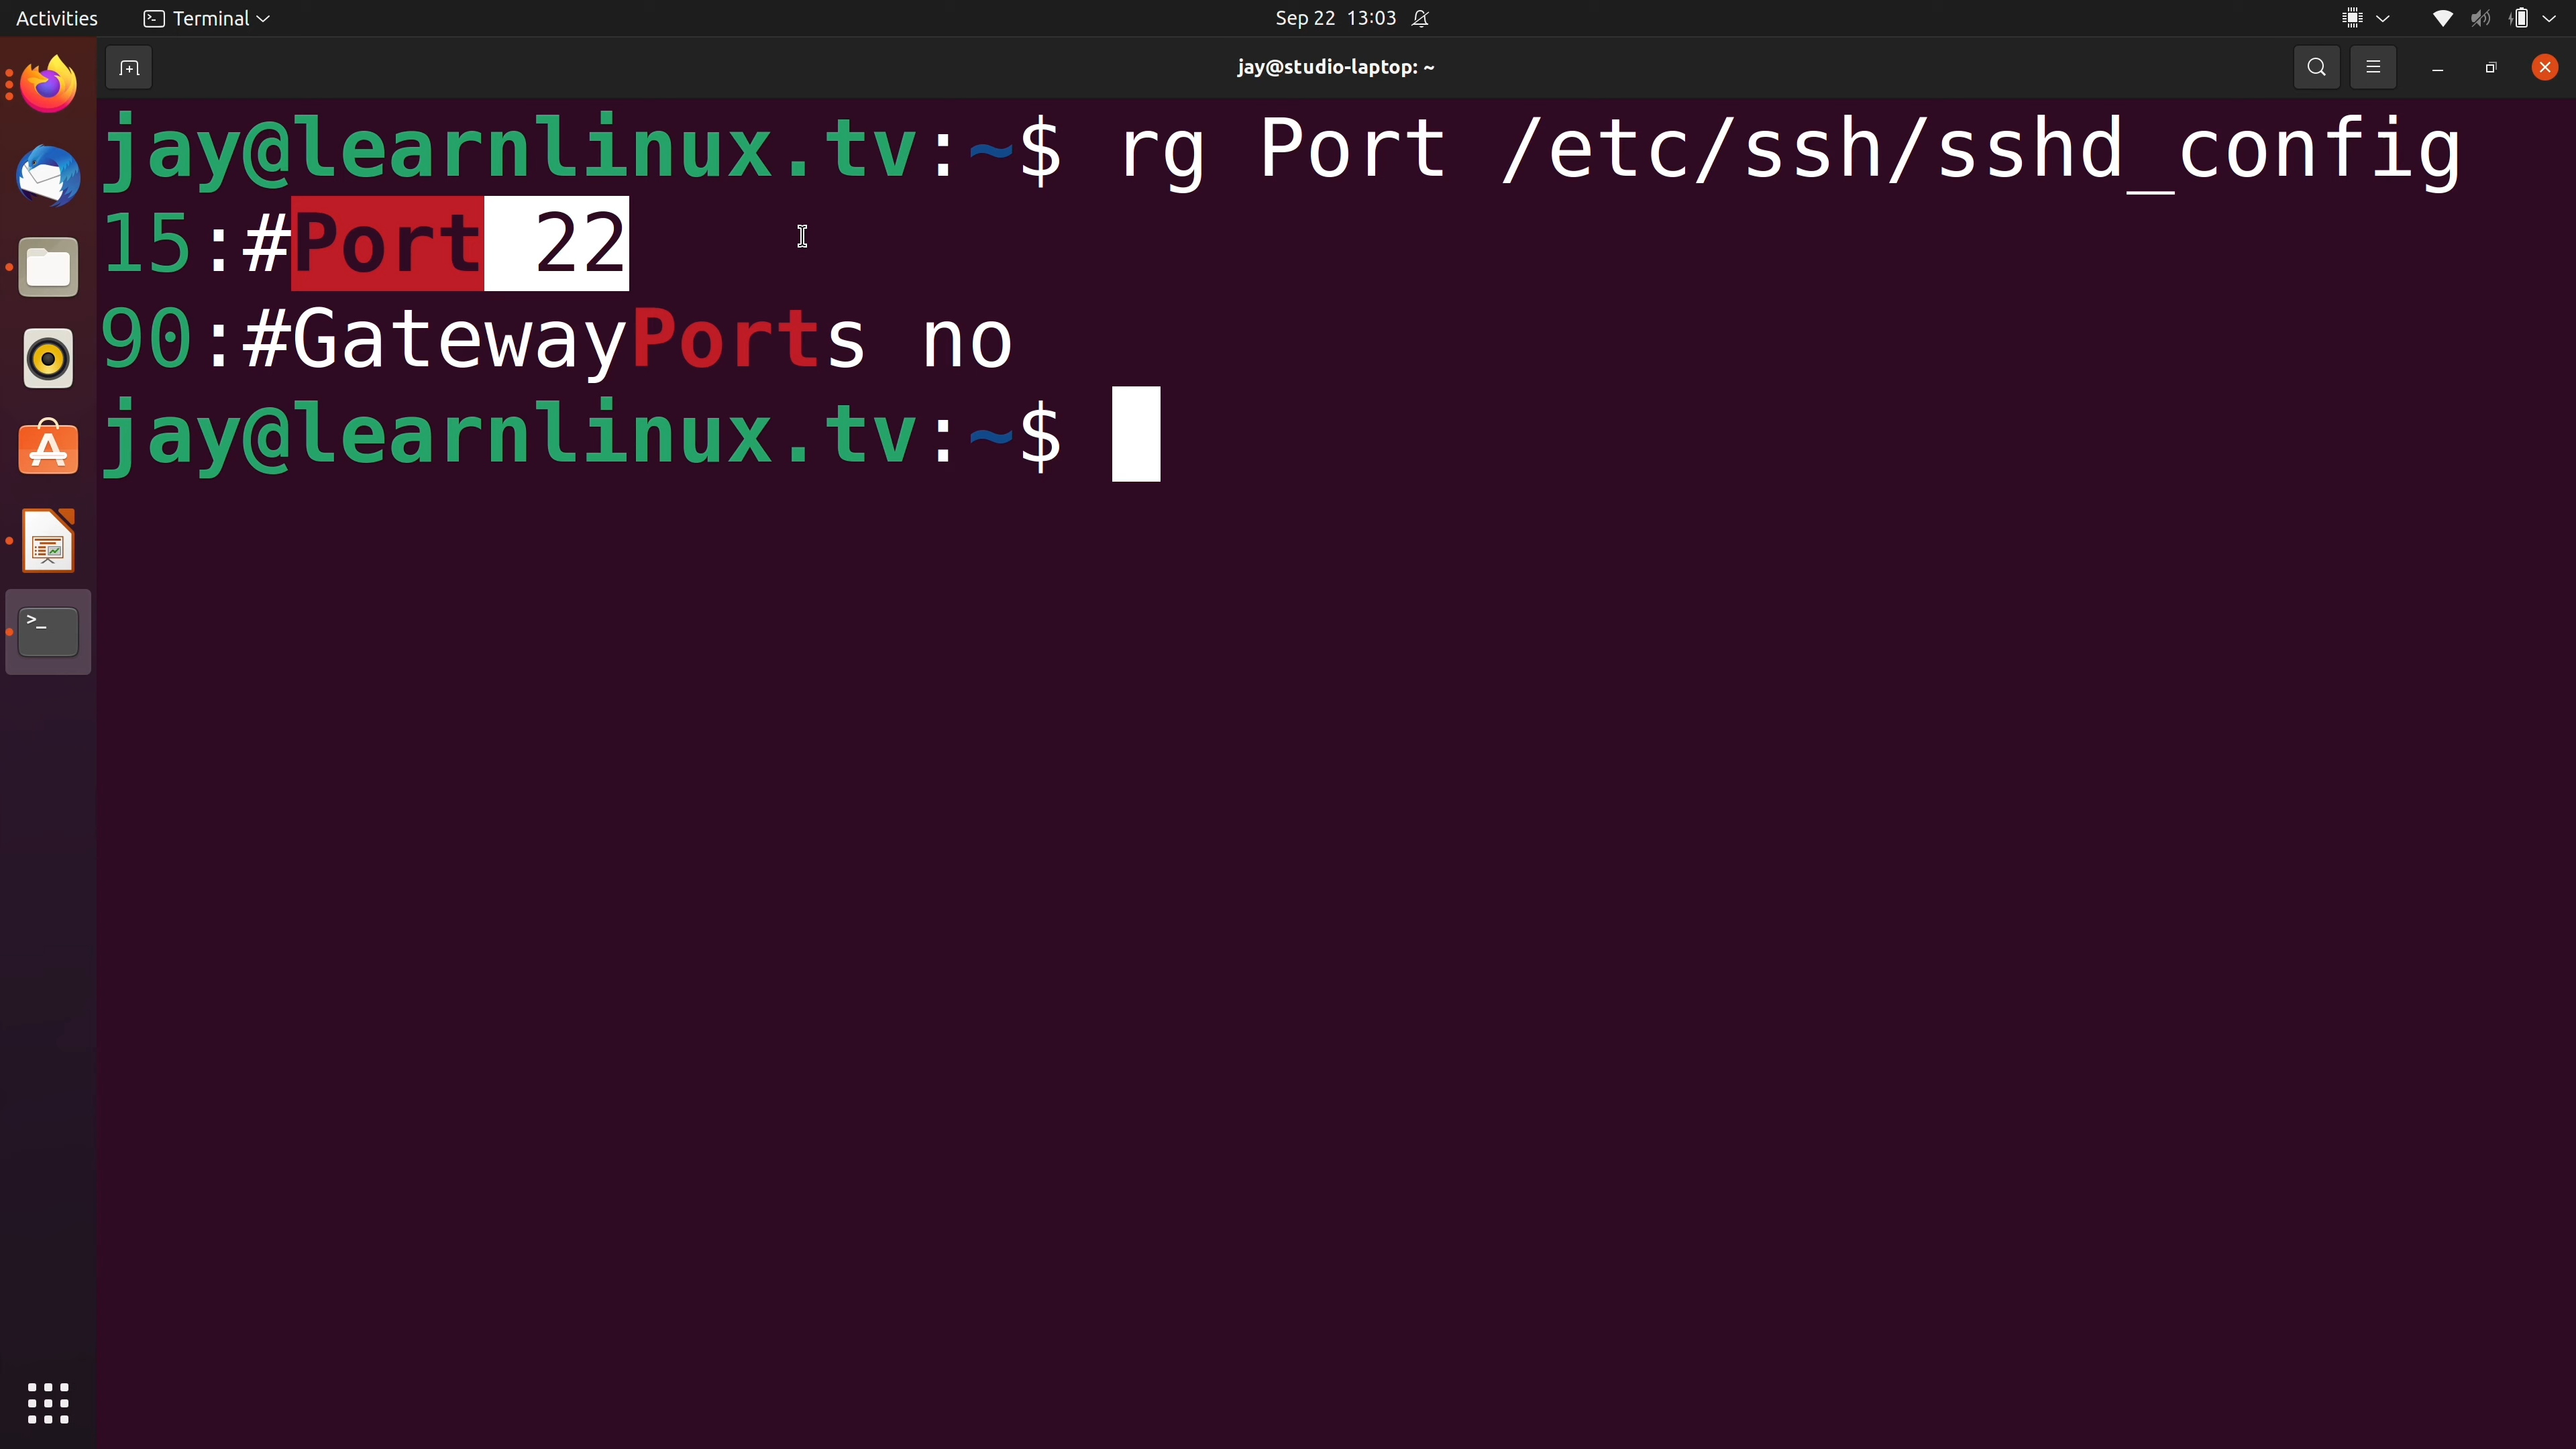 Activities Terminal Sep 22 13:03
jay@studio-laptop: ~
jay@learnlinux.tv:~$ rg Port /etc/ssh/sshd_config
15:#Port 22
90:#GatewayPorts no
jay@learnlinux.tv:~$